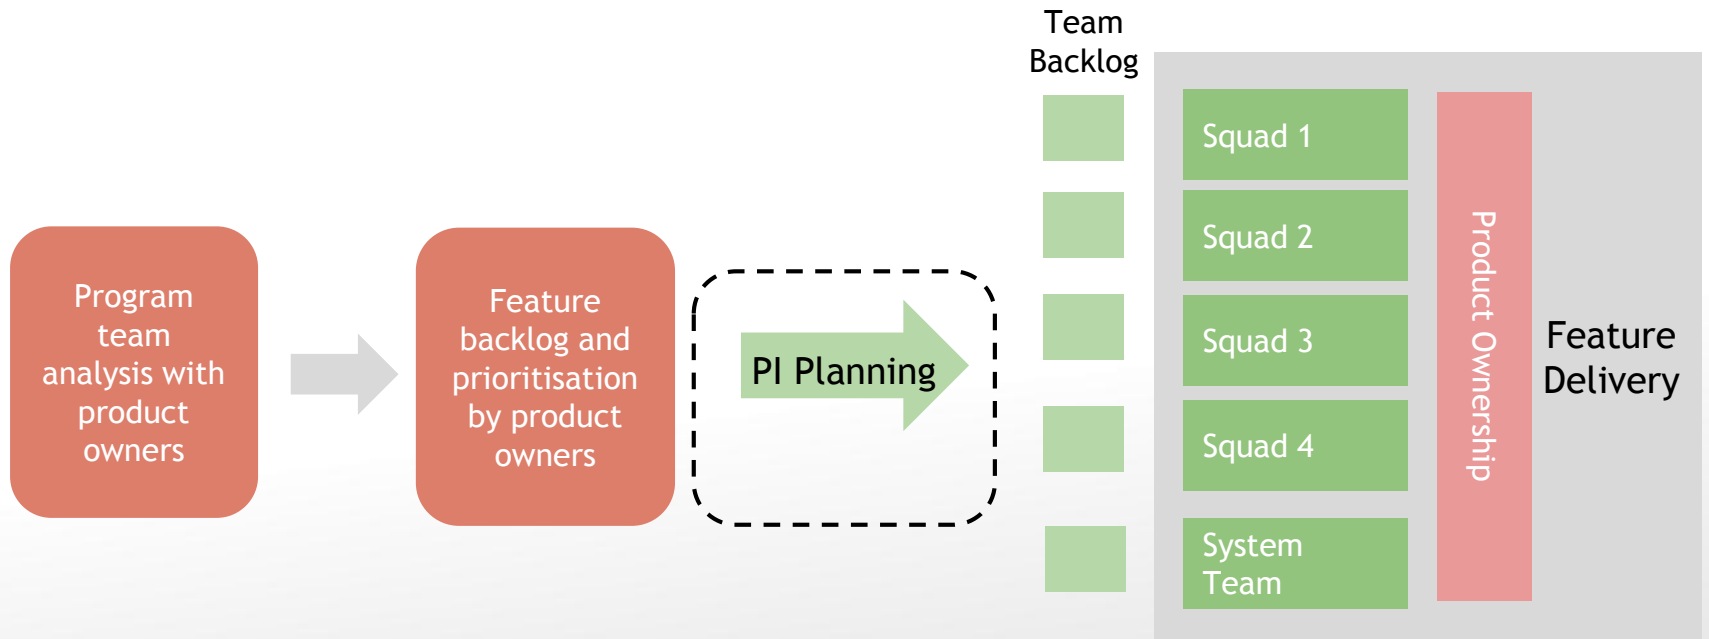 Team
Backlog
Program
team
analysis with
product
owners
Feature
backlog and
prioritisation
by product
owners
PI Planning
Squad 1
Squad 2
Squad 3
Squad 4
System
Team
Product Ownership
Feature
Delivery